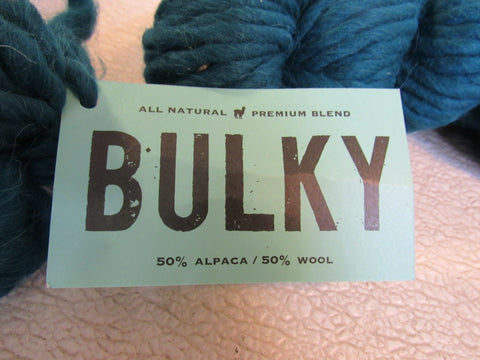 ALL NATURAL PREMIUM BLEND
BULKY
50% ALPACA / 50% WOOL